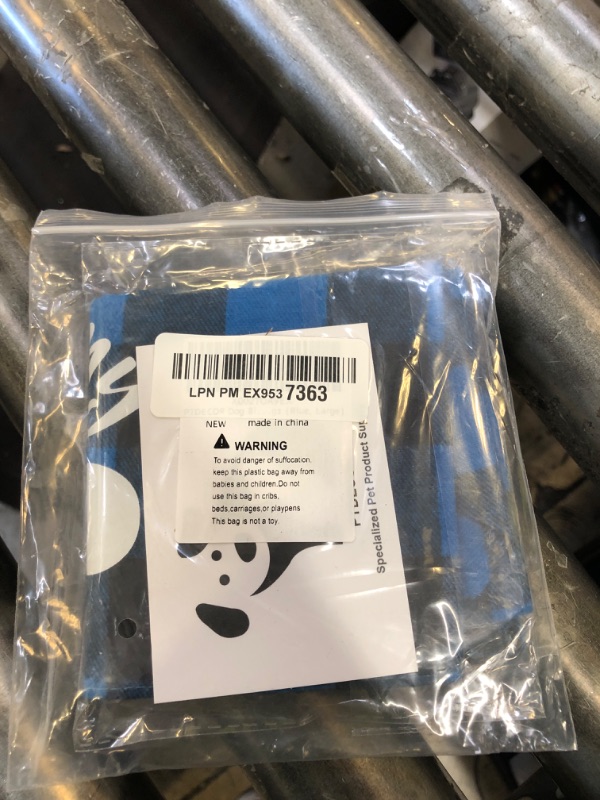 LPN PM EX953 7363
NEW made in china
WARNING
To avoid danger of suffocation,
keep this plastic bag away from
babies and children.Do not
use this bag in cribs,
beds,carriages,or playpens
This bag is not a toy.
Specialized Pet Product